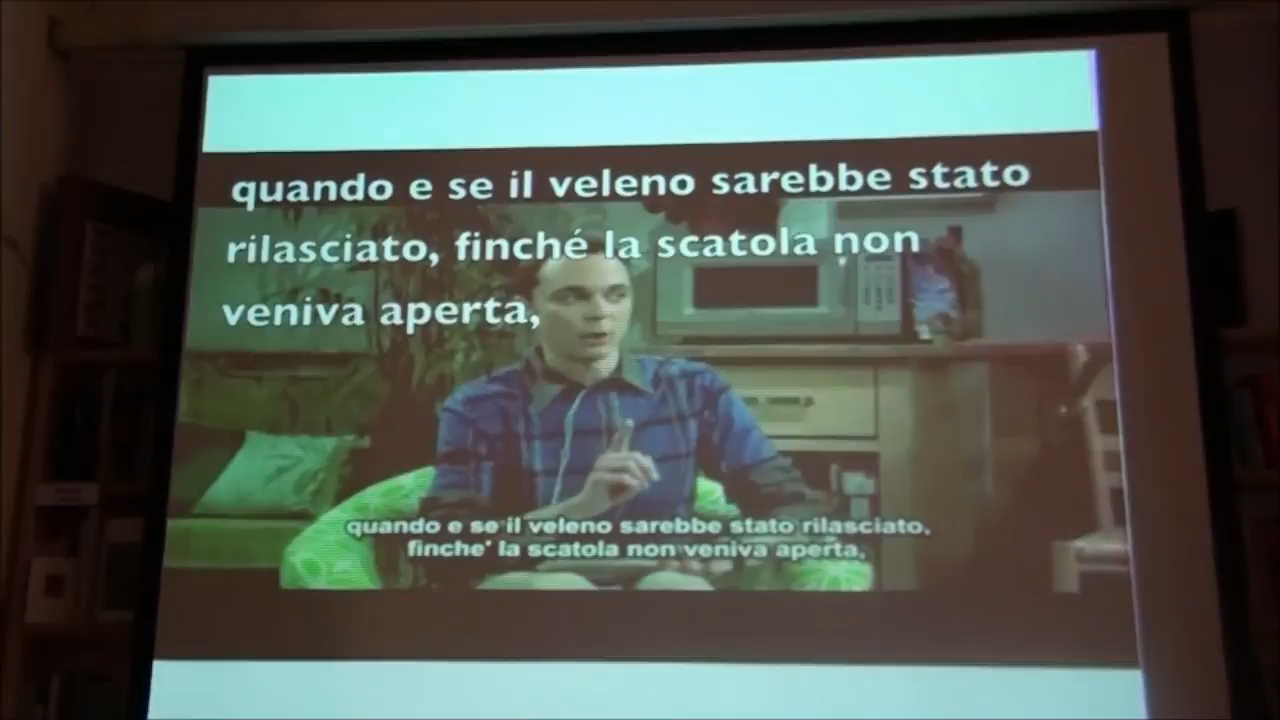 quando e se il veleno sarebbe stato
rilasciato, finché la scatola non
veniva aperta,
quando e se il veleno sarebbe stato rilasciato,
finche' la scatola non veniva aperta,